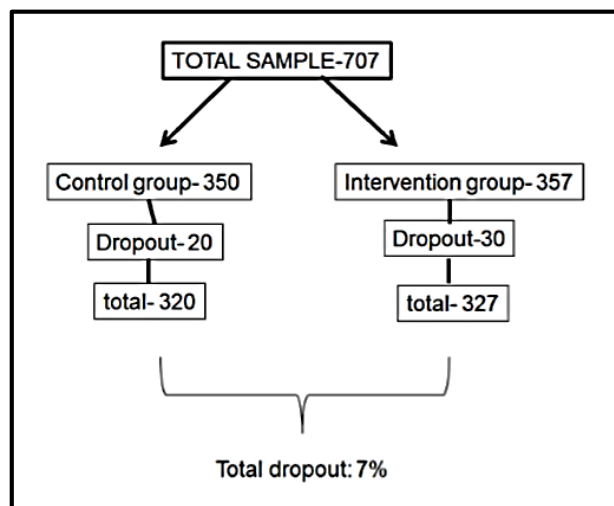 TOTAL SAMPLE-707
Control group- 350
Intervention group- 357
Dropout- 20
Dropout-30
total- 320
total- 327
Total dropout: 7%